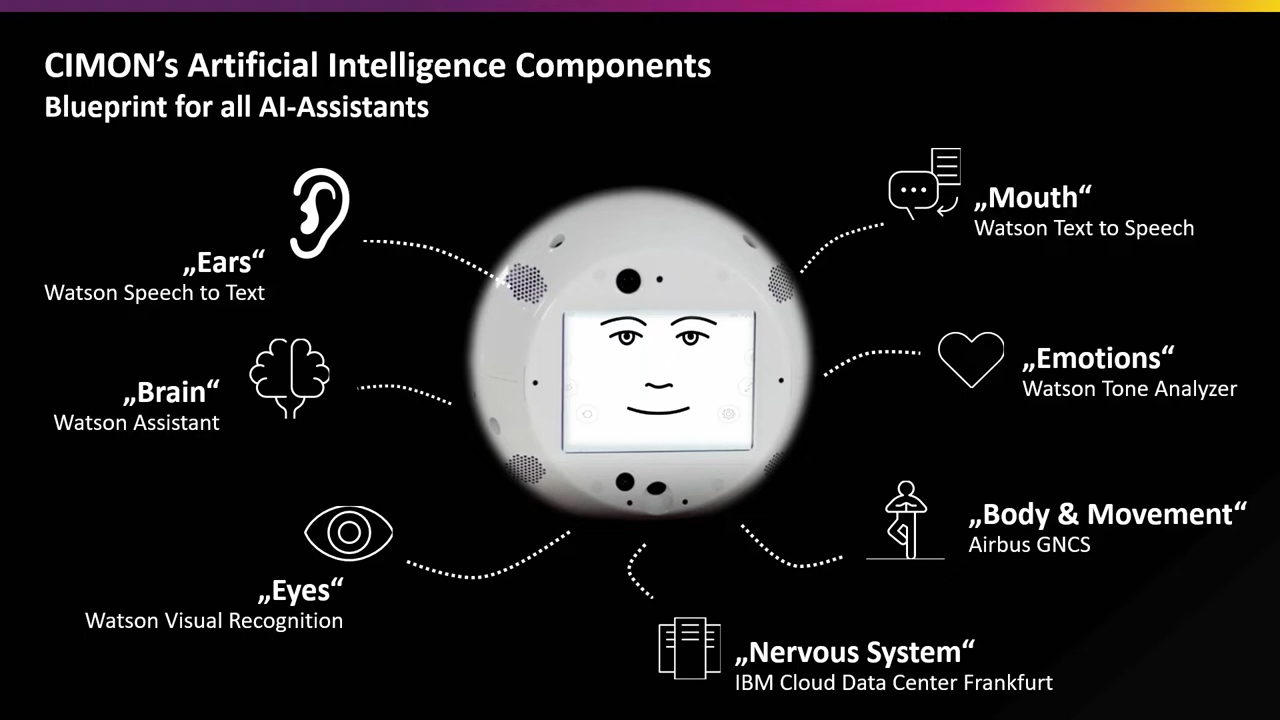 CIMON’s Artificial Intelligence Components
Blueprint for all AI-Assistants
„Ears“
Watson Speech to Text
„Brain“
Watson Assistant
„Eyes“
Watson Visual Recognition
„Mouth“
Watson Text to Speech
„Emotions“
Watson Tone Analyzer
„Body & Movement“
Airbus GNCS
„Nervous System“
IBM Cloud Data Center Frankfurt